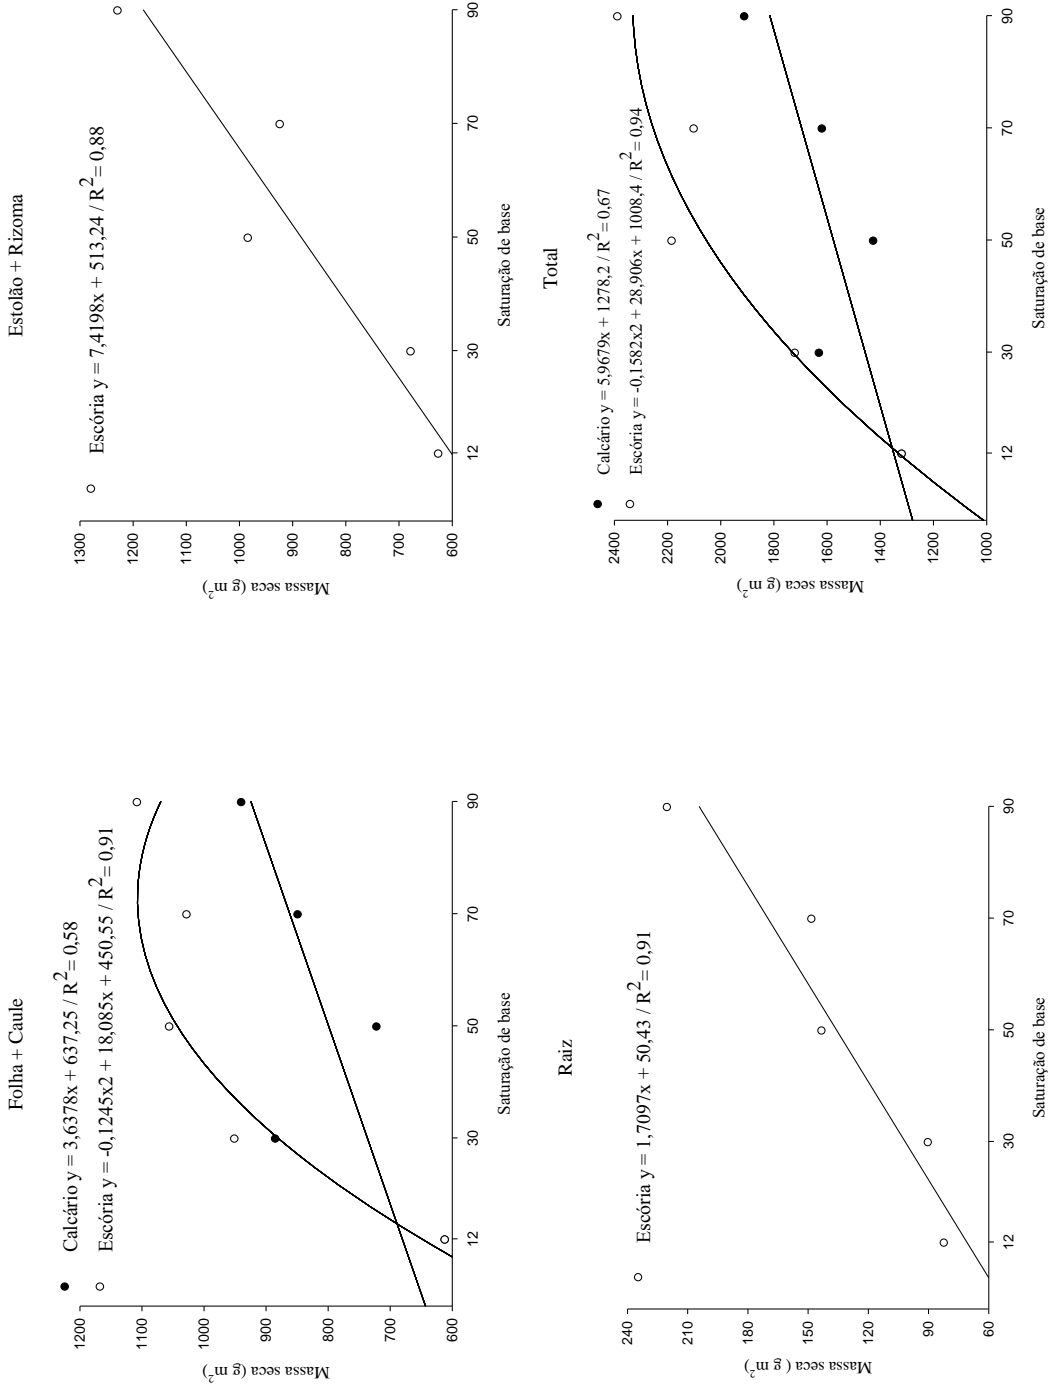 Folha + Caule
Calcário y = 3,6378x + 637,25 / R2= 0,58
Escória y = -0,1245x2 + 18,085x + 450,55 / R2= 0,91
1200
1100
1000
900
800
700
600
Massa seca (g m2)
12
30
50
70
90
Saturação de base
Estolão + Rizoma
Escória y = 7,4198x + 513,24 / R2= 0,88
1300
1200
1100
1000
900
800
700
600
Massa seca (g m2)
12
30
50
70
90
Saturação de base
Raiz
Escória y = 1,7097x + 50,43 / R2= 0,91
240
210
180
150
120
90
60
Massa seca ( g m2)
12
30
50
70
90
Saturação de base
Total
Calcário y = 5,9679x + 1278,2 / R2= 0,67
Escória y = -0,1582x2 + 28,906x + 1008,4 / R2= 0,94
2400
2200
2000
1800
1600
1400
1200
1000
Massa seca (g m2)
12
30
50
70
90
Saturação de base